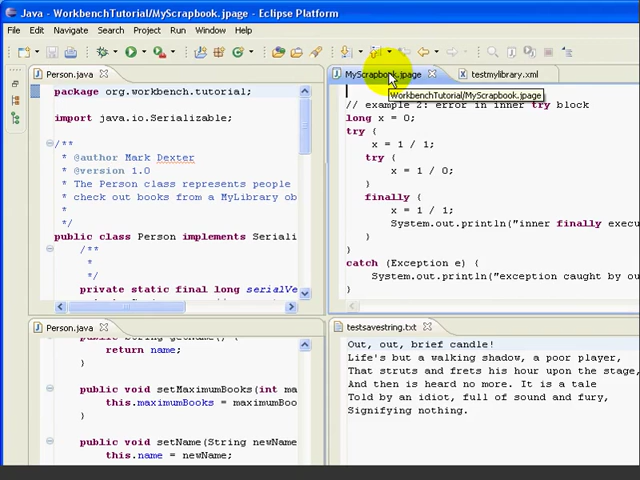 Java - WorkbenchTutorial/MyScrapbook.jpage - Eclipse Platform
File Edit Navigate Search Project Run Window Help
Person.java
package org.workbench.tutorial;
import java.io.Serializable;
/**
* @author Mark Dexter
* @version 1.0
* The Person class represents people
* check out books from a MyLibrary ob
*
*/
public class Person implements Seriali
/**
*
*/
private static final long serialVe
MyScrapbook.jpage
testmylibrary.xml
WorkbenchTutorial/MyScrapbook.jpage
// example 2: error in inner try block
long x = 0;
try {
x = 1 / 1;
try {
x = 1 / 0;
}
finally {
x = 1 / 1;
System.out.println("inner finally execu
}
}
catch (Exception e) {
System.out.println("exception caught by ou
Person.java
public String getName() {
return name;
}
public void setMaximumBooks(int ma
this.maximumBooks = maximumBoo
}
public void setName(String newName
this.name = newName;
testsavestring.txt
Out, out, brief candle!
Life's but a walking shadow, a poor player,
That struts and frets his hour upon the stage,
And then is heard no more. It is a tale
Told by an idiot, full of sound and fury,
Signifying nothing.